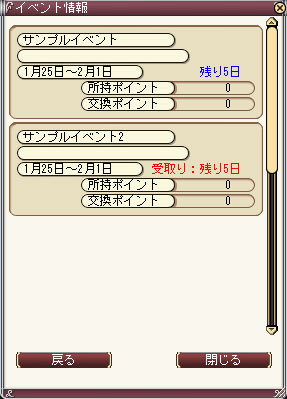 イベント情報
サンプルイベント
1月25日～2月1日 残り5日
所持ポイント 0
交換ポイント 0
サンプルイベント2
1月25日～2月1日 受取り：残り5日
所持ポイント 0
交換ポイント 0
戻る 閉じる